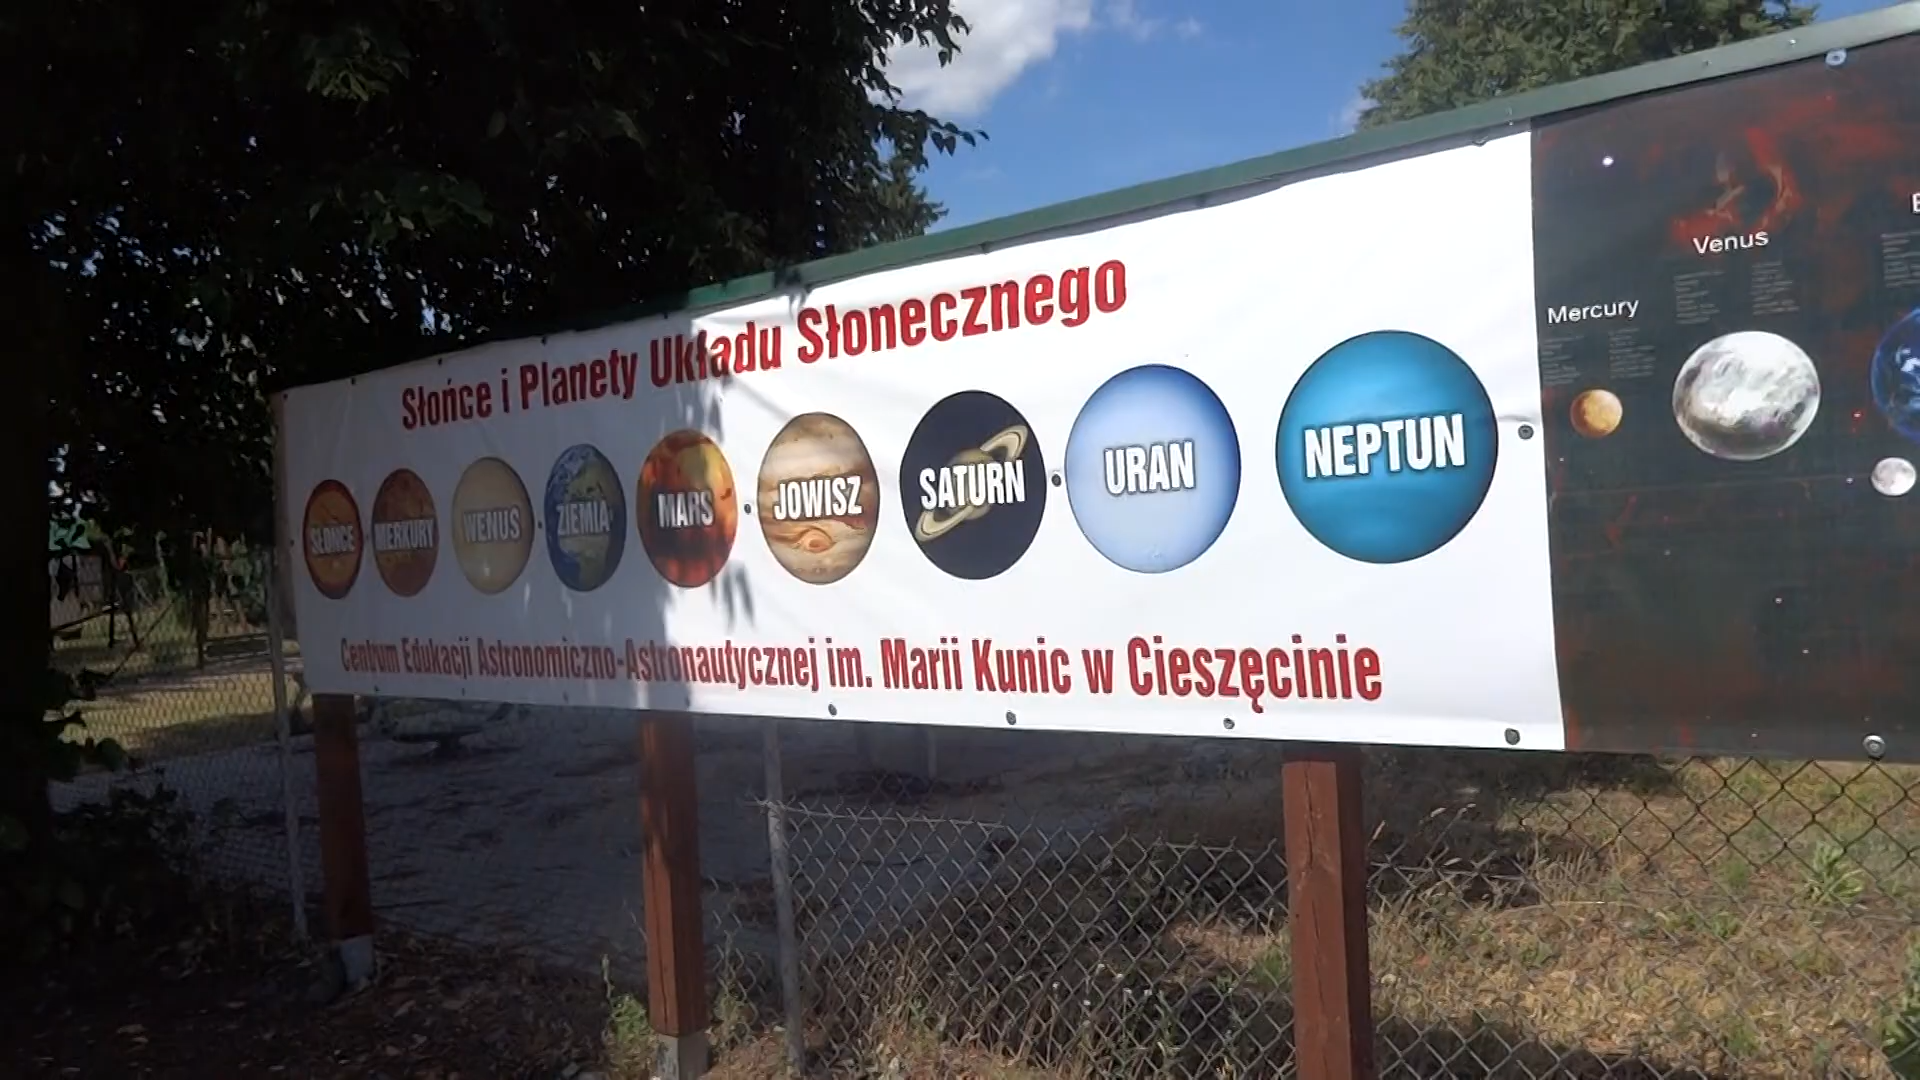 Słońce i Planety Układu Słonecznego
SŁOŃCE
MERKURY
WENUS
ZIEMIA
MARS
JOWISZ
SATURN
URAN
NEPTUN
Centrum Edukacji Astronomiczno-Astronautycznej im. Marii Kunic w Cieszęcinie
Mercury
Venus